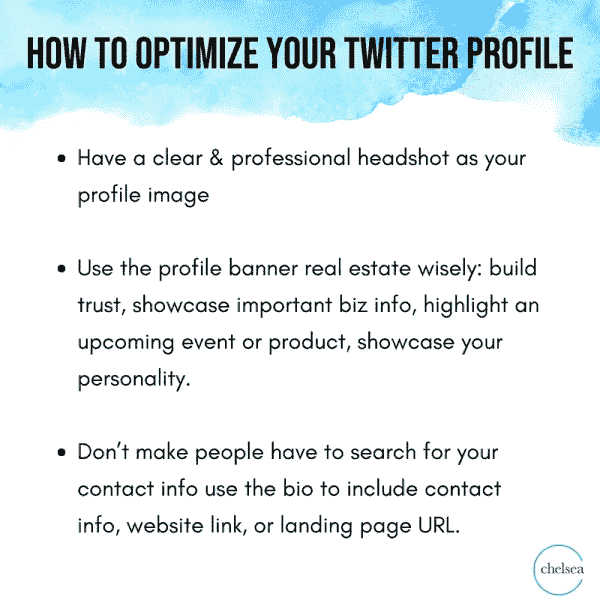 HOW TO OPTIMIZE YOUR TWITTER PROFILE
• Have a clear & professional headshot as your
profile image
• Use the profile banner real estate wisely: build
trust, showcase important biz info, highlight an
upcoming event or product, showcase your
personality.
• Don't make people have to search for your
contact info use the bio to include contact
info, website link, or landing page URL.
chelsea